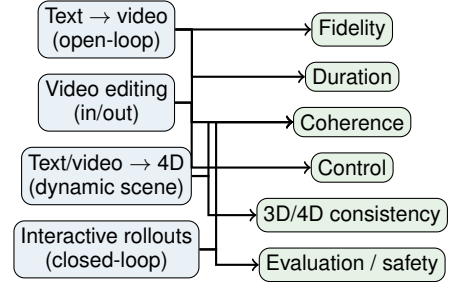 Text → video
(open-loop)
Video editing
(in/out)
Text/video → 4D
(dynamic scene)
Interactive rollouts
(closed-loop)
Fidelity
Duration
Coherence
Control
3D/4D consistency
Evaluation / safety